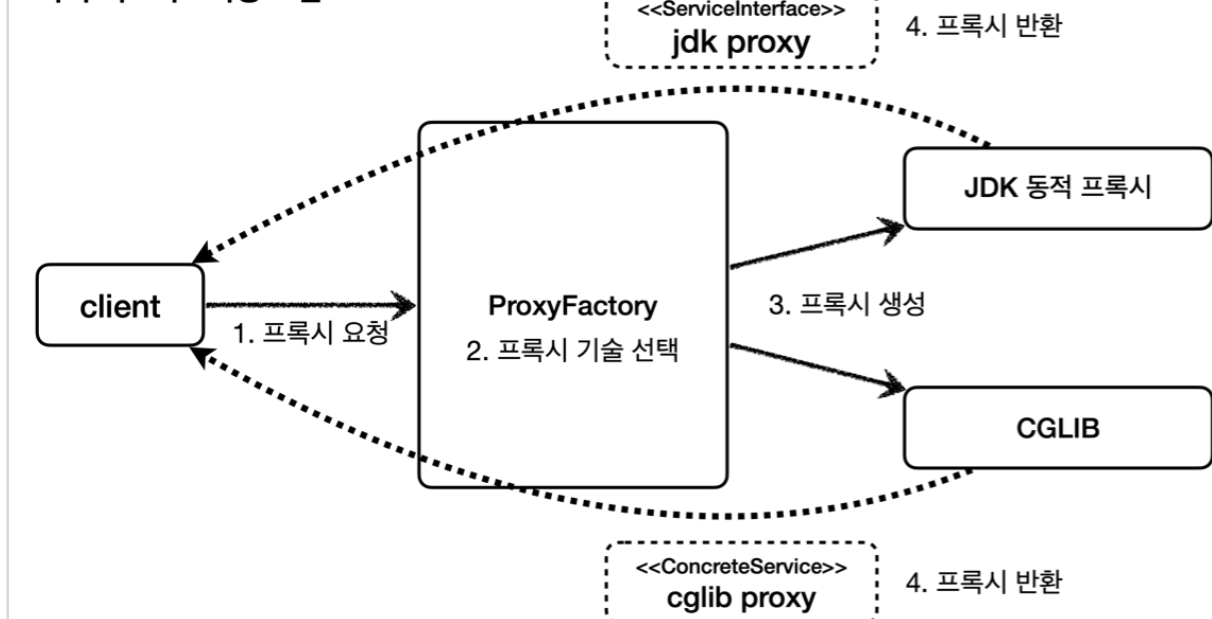 <<ServiceInterface>>
jdk proxy
4. 프록시 반환
JDK 동적 프록시
client
1. 프록시 요청
ProxyFactory
2. 프록시 기술 선택
3. 프록시 생성
CGLIB
<<ConcreteService>>
cglib proxy
4. 프록시 반환